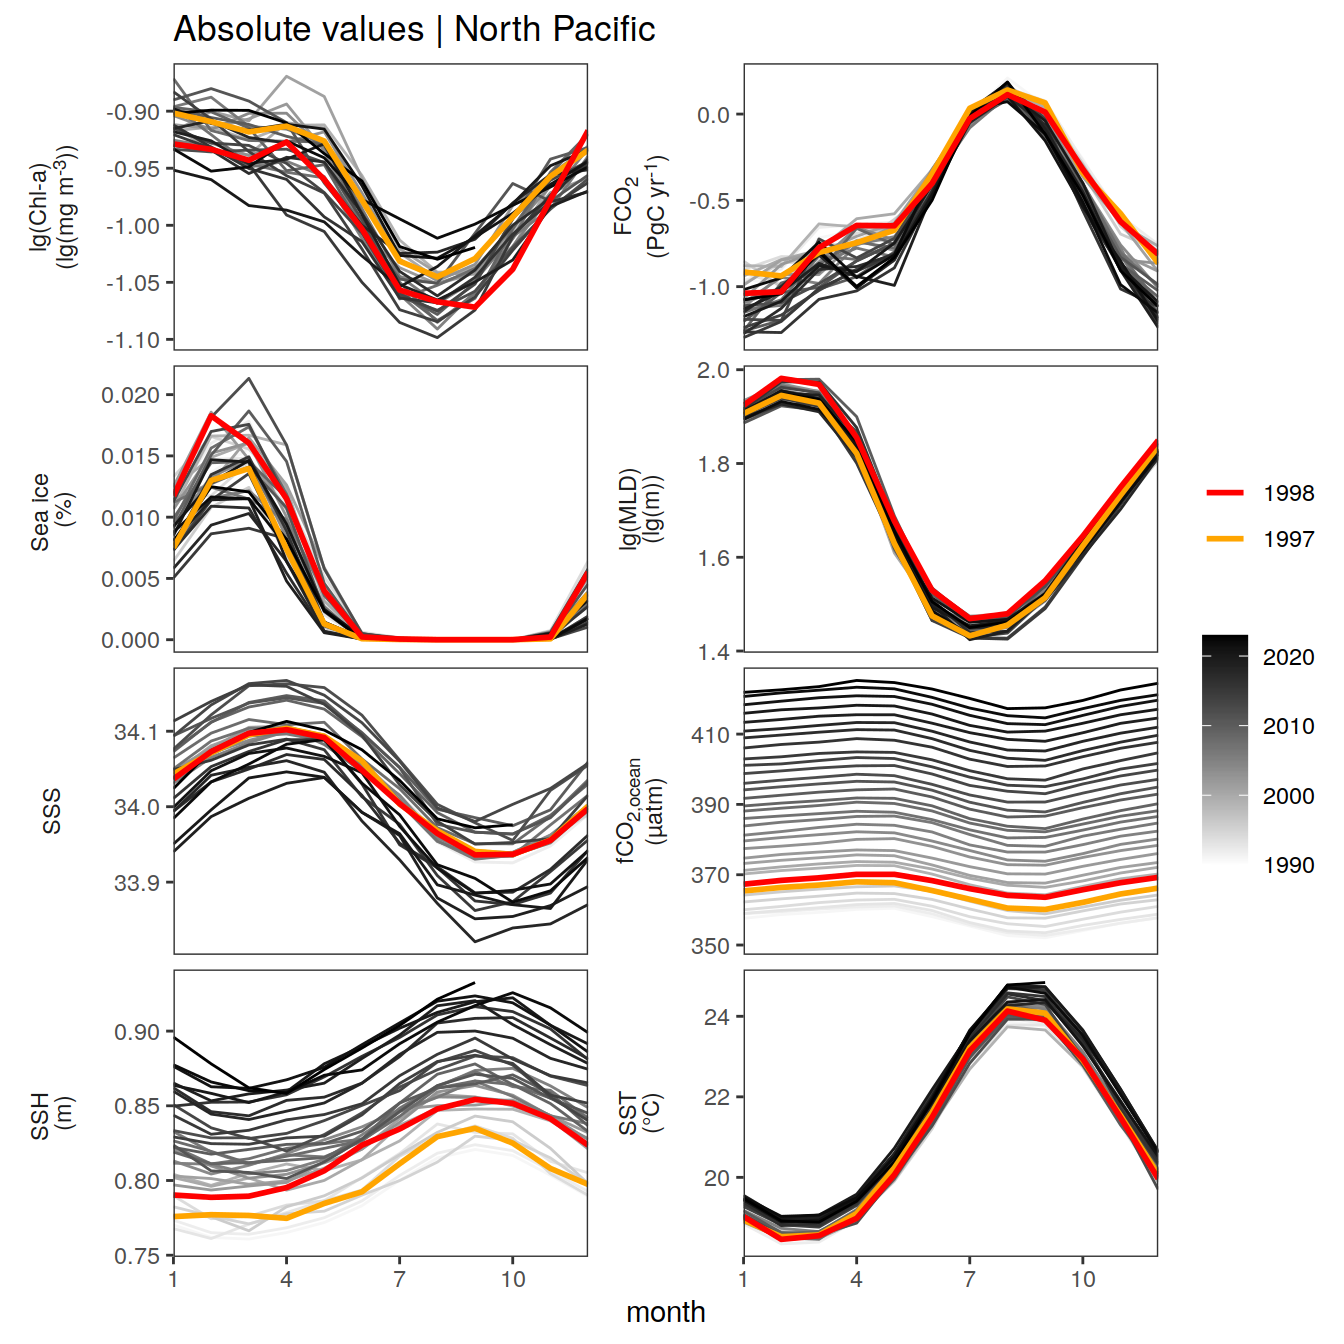 Absolute values | North Pacific
lg(Chl-a)
(lg(mg m⁻³))
-0.90
-0.95
-1.00
-1.05
-1.10
FCO₂
(PgC yr⁻¹)
0.0
-0.5
-1.0
Sea ice
(%)
0.020
0.015
0.010
0.005
0.000
lg(MLD)
(lg(m))
2.0
1.8
1.6
1.4
SSS
34.1
34.0
33.9
fCO₂,ocean
(µatm)
410
390
370
350
SSH
(m)
0.90
0.85
0.80
0.75
1 4 7 10
SST
(°C)
24
22
20
1 4 7 10
month
1998
1997
2020
2010
2000
1990